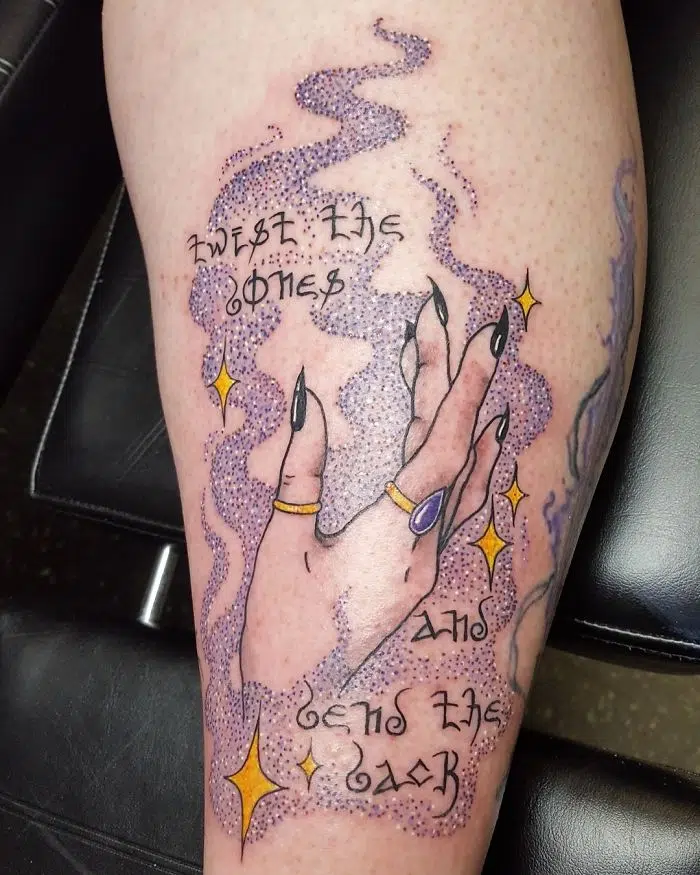 twist the
bones
and
bend the
back